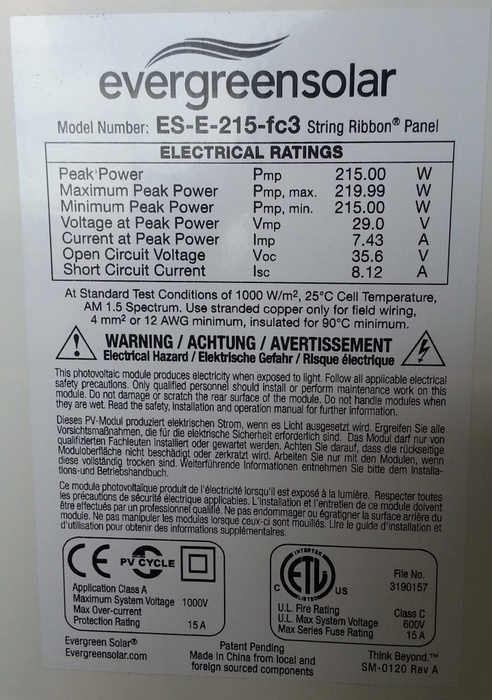 evergreensolar
Model Number: ES-E-215-fc3 String Ribbon® Panel
ELECTRICAL RATINGS
Peak Power Pmp 215.00 W
Maximum Peak Power Pmp, max. 219.99 W
Minimum Peak Power Pmp, min. 215.00 W
Voltage at Peak Power Vmp 29.0 V
Current at Peak Power Imp 7.43 A
Open Circuit Voltage Voc 35.6 V
Short Circuit Current Isc 8.12 A
At Standard Test Conditions of 1000 W/m², 25°C Cell Temperature,
AM 1.5 Spectrum. Use stranded copper only for field wiring,
4 mm² or 12 AWG minimum, insulated for 90°C minimum.
WARNING / ACHTUNG / AVERTISSEMENT
Electrical Hazard / Elektrische Gefahr / Risque électrique
This photovoltaic module produces electricity when exposed to light. Follow all applicable electrical
safety precautions. Only qualified personnel should install or perform maintenance work on this
module. Do not damage or scratch the rear surface of the module. Do not handle modules when
they are wet. Read the safety, installation and operation manual for further information.
Dieses PV-Modul produziert elektrischen Strom, wenn es Licht ausgesetzt wird. Ergreifen Sie alle
Vorsichtsmaßnahmen, die für die elektrische Sicherheit erforderlich sind. Das Modul darf nur von
qualifizierten Fachleuten installiert oder gewartet werden. Achten Sie darauf, dass die rückseitige
Moduloberfläche nicht beschädigt oder zerkratzt wird. Arbeiten Sie nur mit den Modulen, wenn
diese vollständig trocken sind. Weiterführende Informationen entnehmen Sie bitte dem Installa-
tions-und Betriebshandbuch.
Ce module photovoltaïque produit de l'électricité lorsqu'il est exposé à la lumière. Respecter toutes
les précautions de sécurité électrique applicables. L'installation et l'entretien de ce module doivent
être effectués par un professionnel qualifié. Ne pas endommager ou égratigner la surface arrière du
module. Ne pas manipuler les modules lorsque ceux-ci sont mouillés. Lire le guide d'installation et
d'utilisation pour obtenir des informations supplémentaires.
CE PV CYCLE
Application Class A
Maximum System Voltage 1000V
Max Over-current
Protection Rating 15 A
INTERTEK
C ETL US
LISTED
File No.
3190157
U.L. Fire Rating Class C
U.L. Max System Voltage 600V
Max Series Fuse Rating 15 A
Evergreen Solar®
Evergreensolar.com
Patent Pending
Made in China from local and
foreign sourced components
Think Beyond.™
SM-0120 Rev A